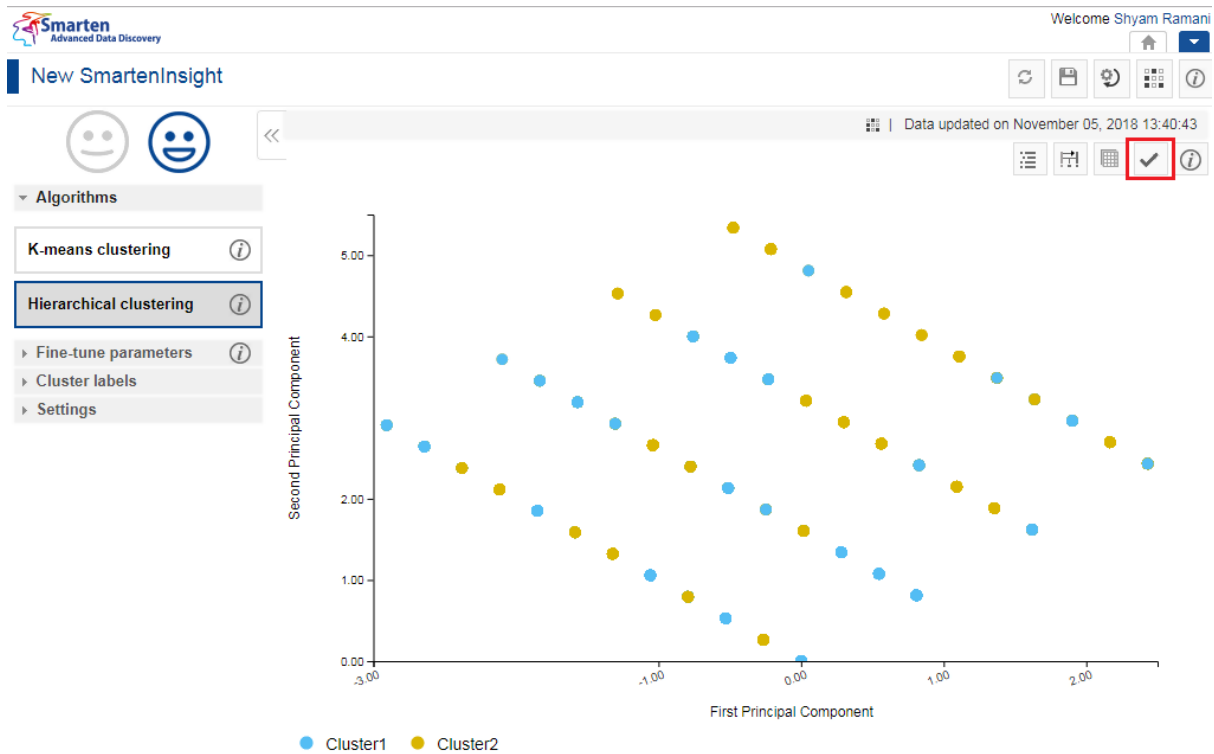 Smarten
Advanced Data Discovery
Welcome Shyam Ramani
New SmartenInsight
Data updated on November 05, 2018 13:40:43
Algorithms
K-means clustering
Hierarchical clustering
Fine-tune parameters
Cluster labels
Settings
Second Principal Component
5.00
4.00
2.00
1.00
0.00
-3.00
-1.00
0.00
1.00
2.00
First Principal Component
Cluster1
Cluster2